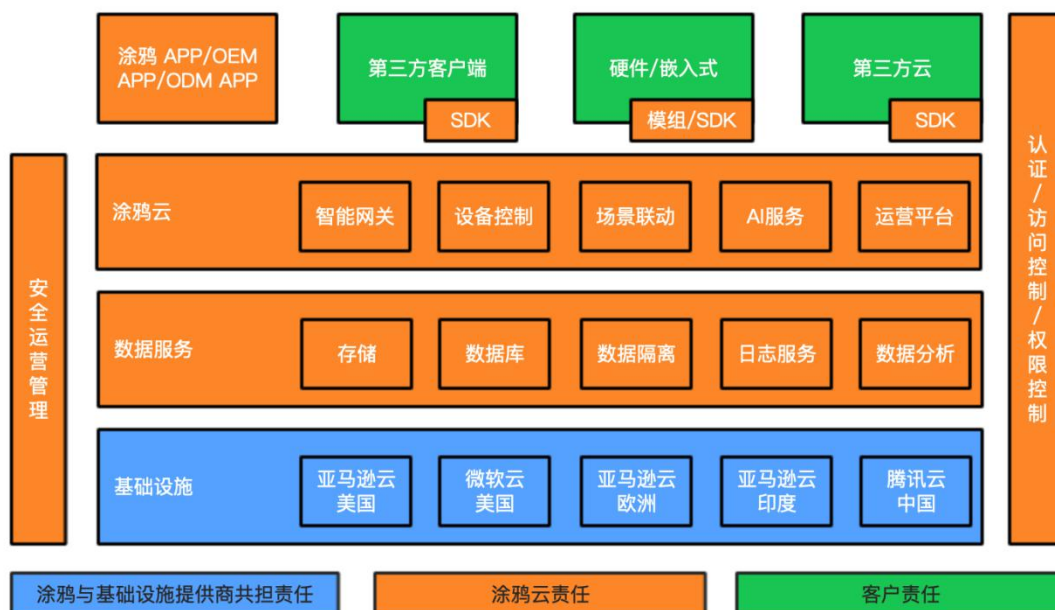 涂鸦 APP/OEM
APP/ODM APP
第三方客户端
SDK
硬件/嵌入式
模组/SDK
第三方云
SDK
安全运营管理
认证/访问控制/权限控制
涂鸦云
智能网关
设备控制
场景联动
AI服务
运营平台
数据服务
存储
数据库
数据隔离
日志服务
数据分析
基础设施
亚马逊云
美国
微软云
美国
亚马逊云
欧洲
亚马逊云
印度
腾讯云
中国
涂鸦与基础设施提供商共担责任
涂鸦云责任
客户责任